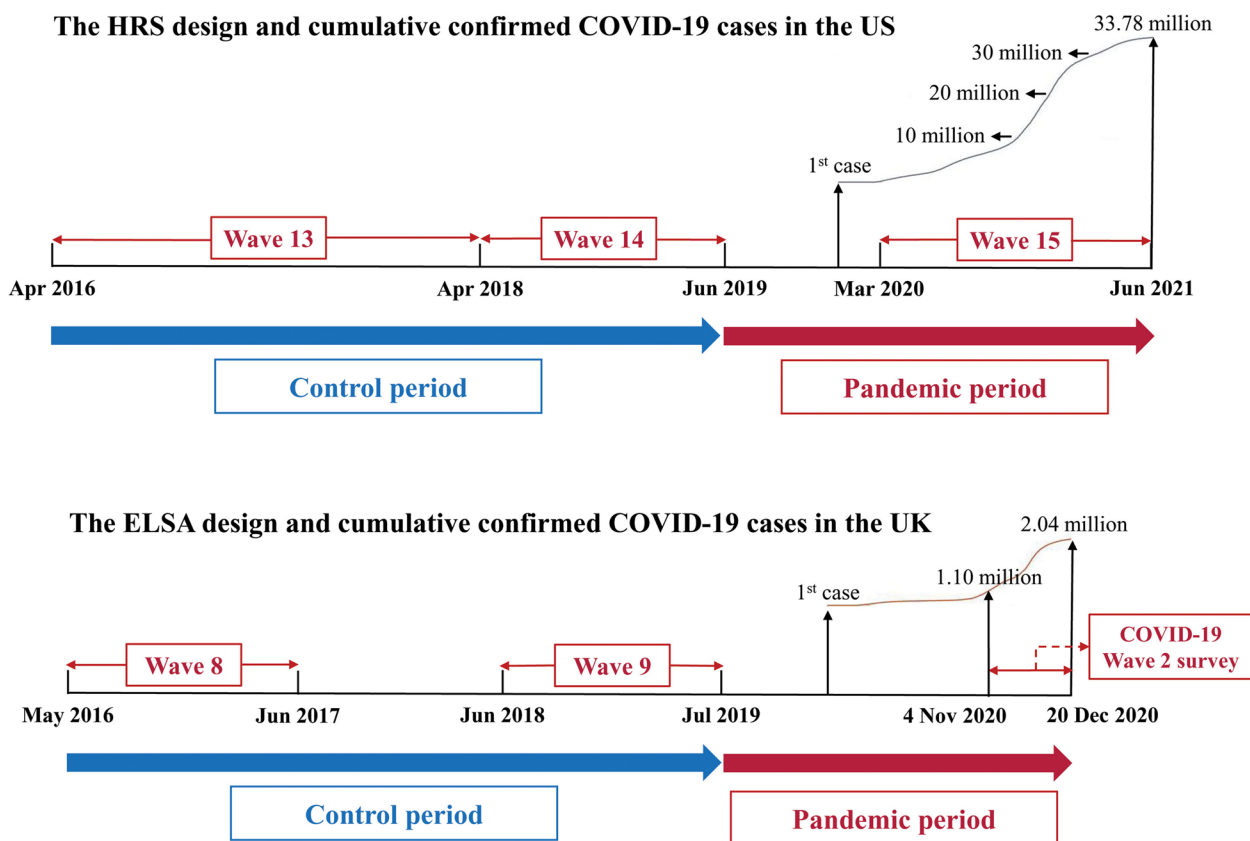 The HRS design and cumulative confirmed COVID-19 cases in the US
33.78 million
30 million
20 million
10 million
1st case
Wave 13
Wave 14
Wave 15
Apr 2016
Apr 2018
Jun 2019
Mar 2020
Jun 2021
Control period
Pandemic period
The ELSA design and cumulative confirmed COVID-19 cases in the UK
2.04 million
1.10 million
1st case
COVID-19
Wave 2 survey
Wave 8
Wave 9
May 2016
Jun 2017
Jun 2018
Jul 2019
4 Nov 2020
20 Dec 2020
Control period
Pandemic period